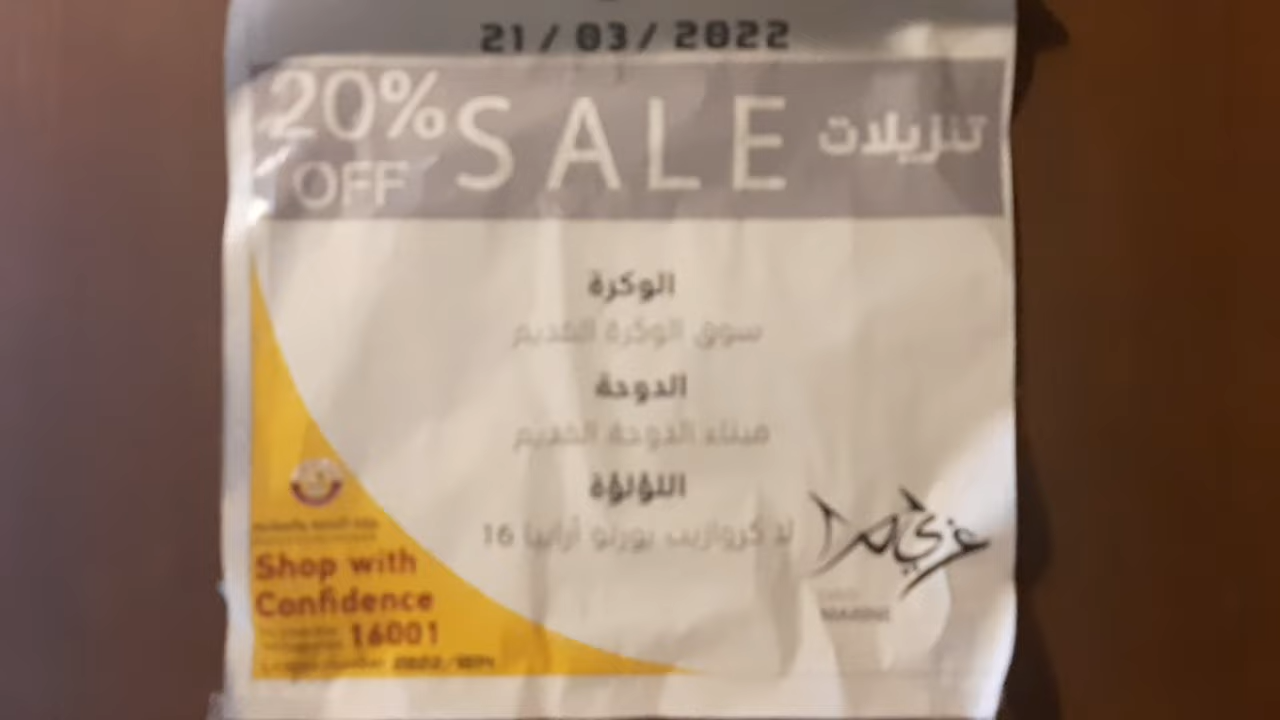 21/03/2022
20% OFF SALE تنزيلات
الوكرة
سوق الوكرة القديم
الدوحة
ميناء الدوحة القديم
اللؤلؤة
لا كروازيت بورتو أرابيا 16
Shop with
Confidence
16001